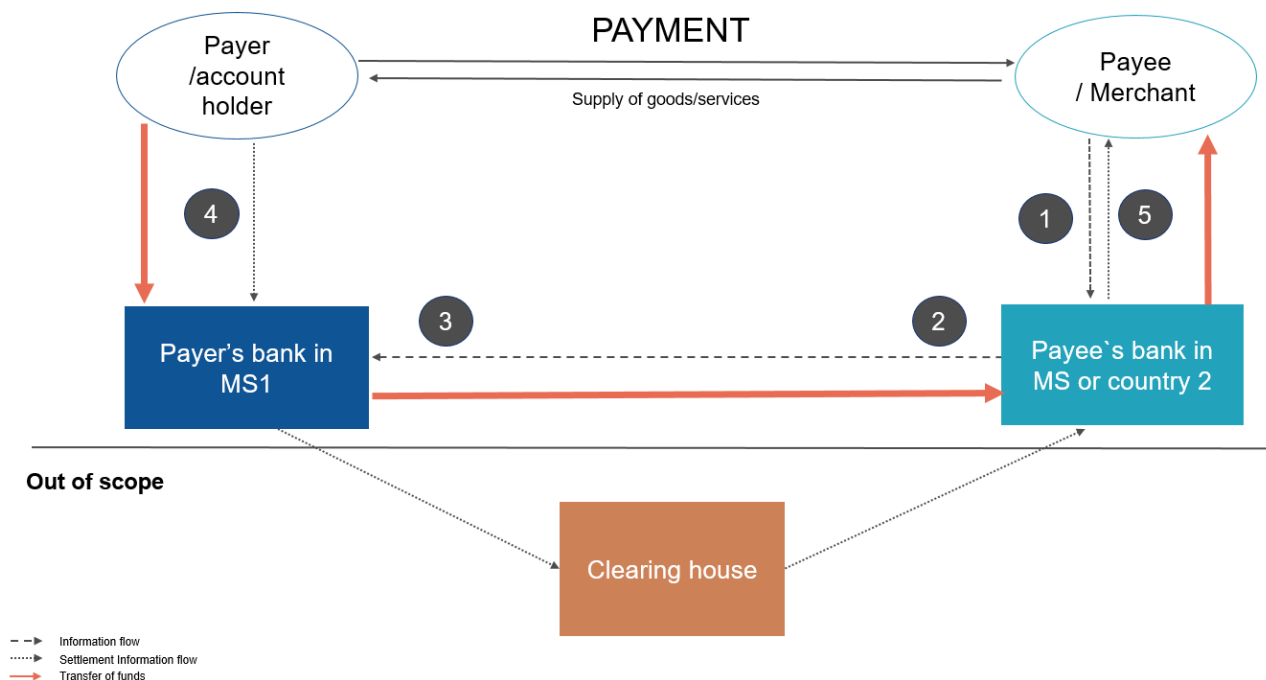 PAYMENT
Payer
/account
holder
Payee
/ Merchant
Supply of goods/services
4
1
5
3
2
Payer’s bank in
MS1
Payee`s bank in
MS or country 2
Out of scope
Clearing house
Information flow
Settlement Information flow
Transfer of funds